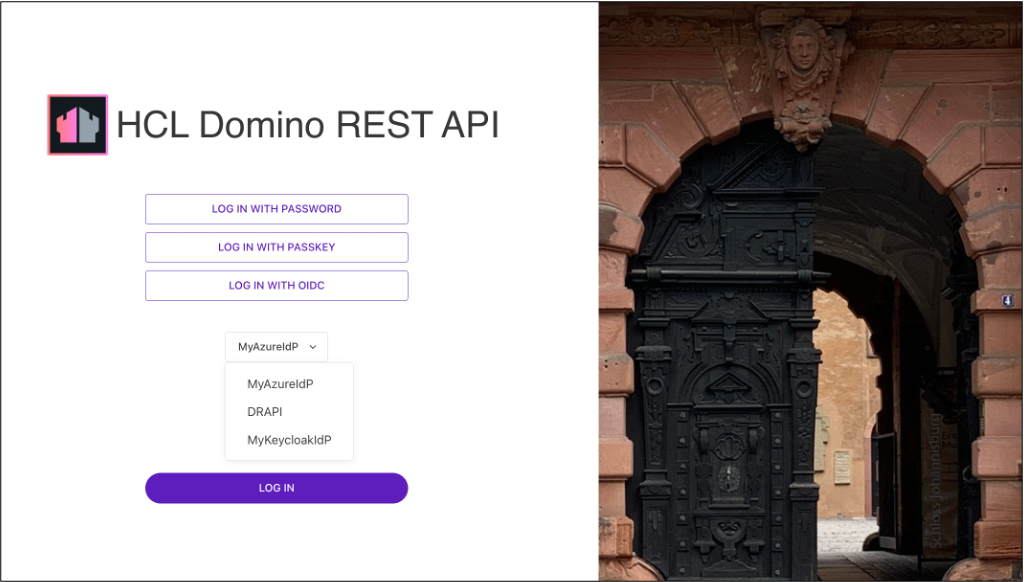 HCL Domino REST API
LOG IN WITH PASSWORD
LOG IN WITH PASSKEY
LOG IN WITH OIDC
MyAzureIdP
MyAzureIdP
DRAPI
MyKeycloakIdP
LOG IN
4
Schloss Johannisburg